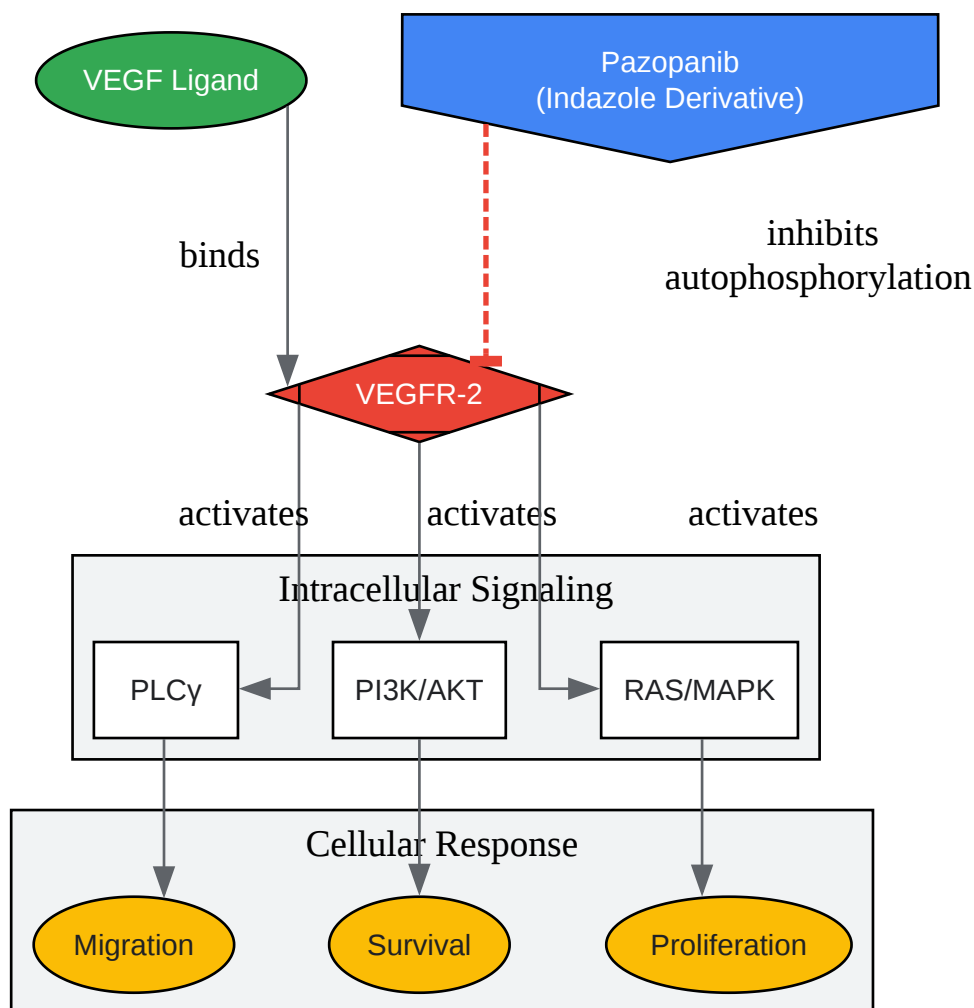 VEGF Ligand
Pazopanib
(Indazole Derivative)
binds
inhibits
autophosphorylation
VEGFR-2
activates
activates
activates
Intracellular Signaling
PLCγ
PI3K/AKT
RAS/MAPK
Cellular Response
Migration
Survival
Proliferation